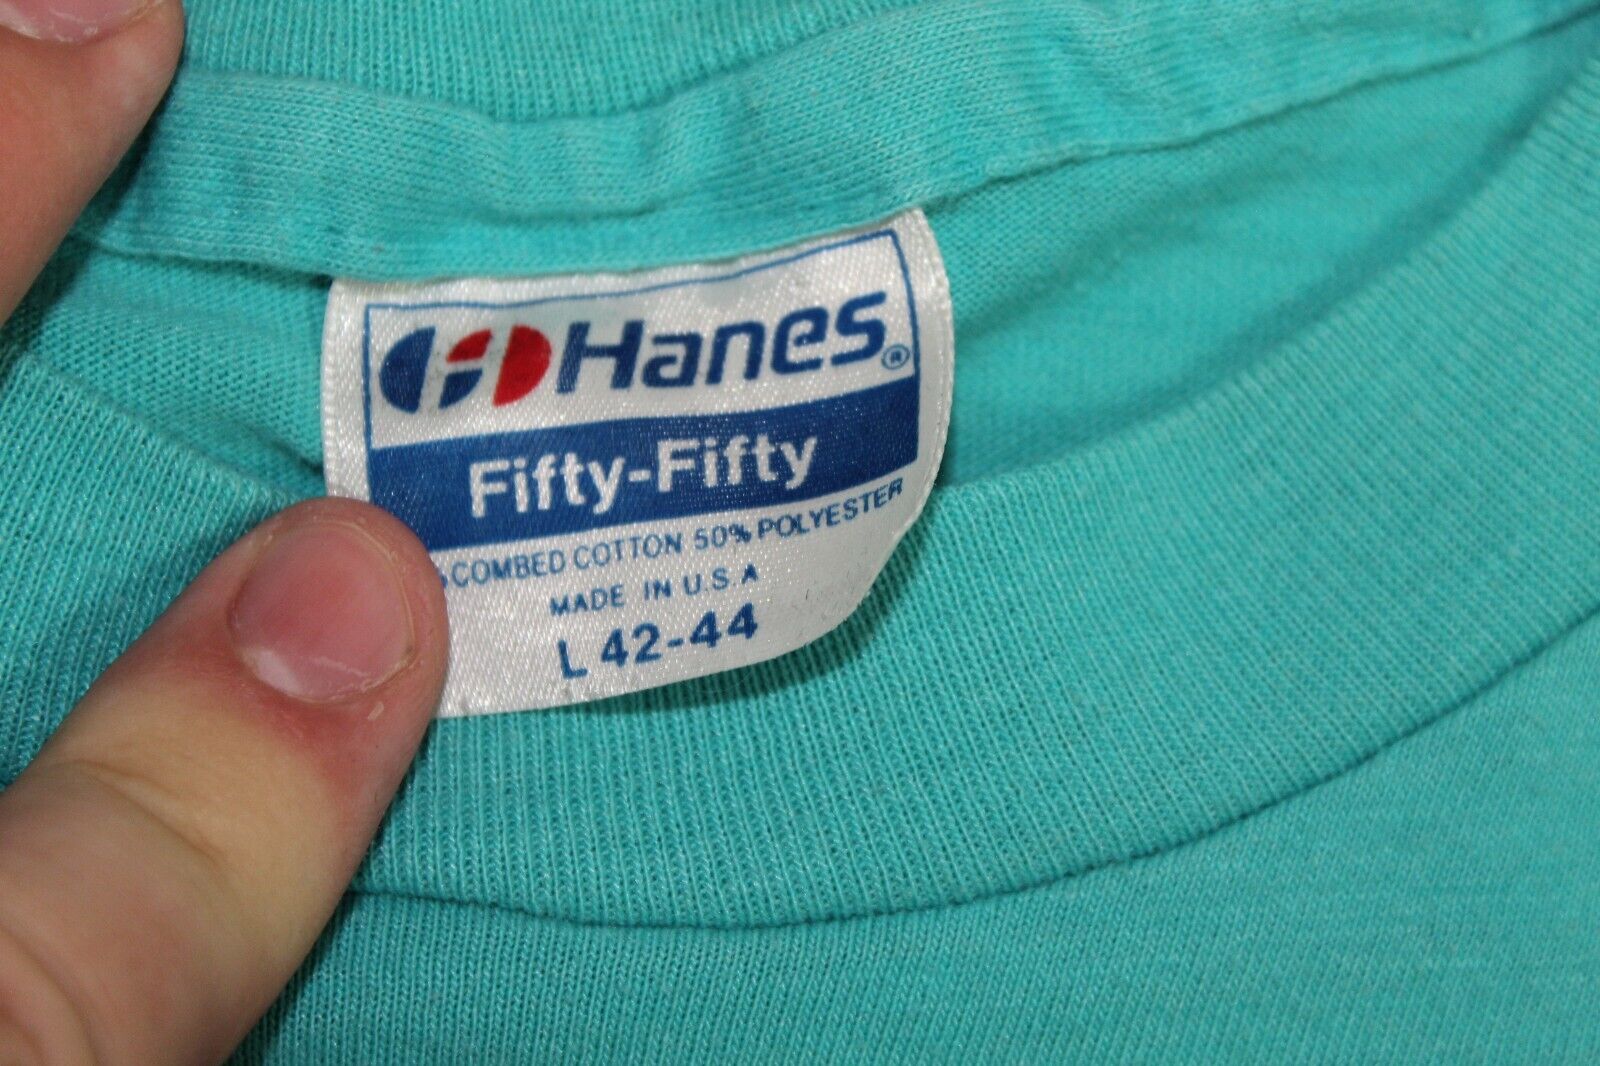 Hanes®
Fifty-Fifty
COMBED COTTON 50% POLYESTER
MADE IN U.S.A
L 42-44